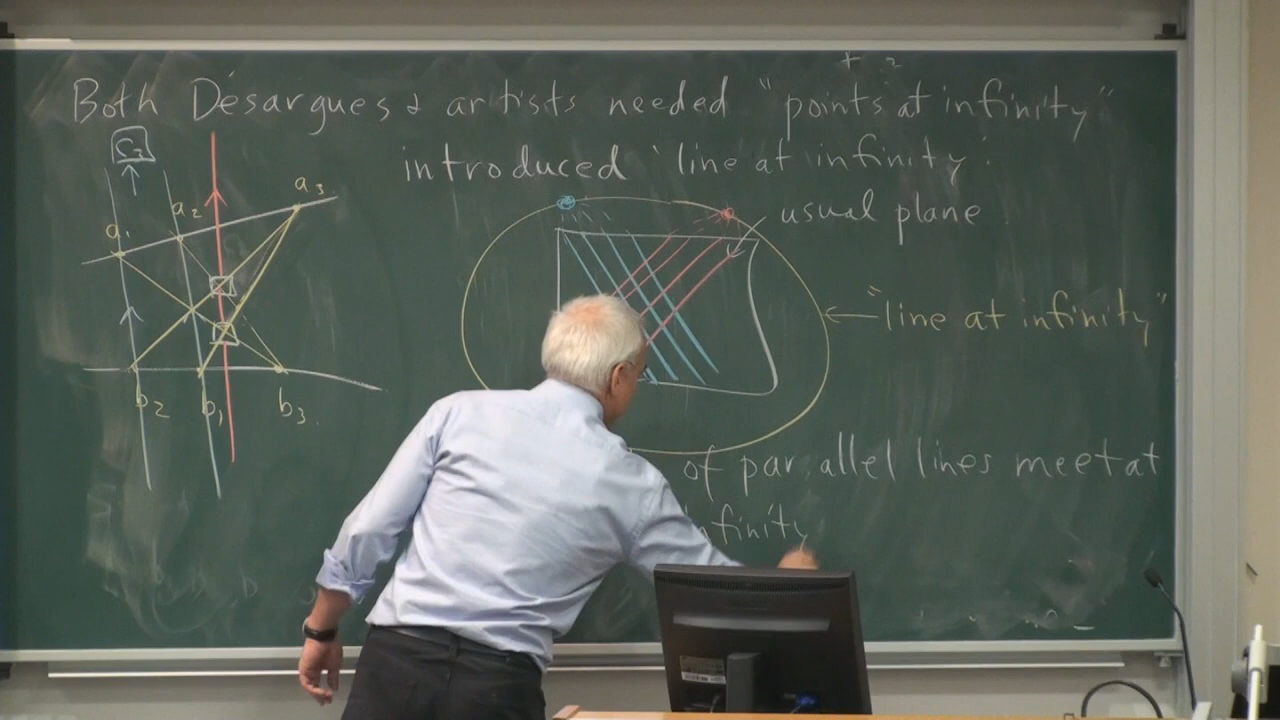 Both Desargues & artists needed "points at infinity"
introduced "line at infinity".
a₁ a₂ a₃
usual plane
"line at infinity"
b₂ b₁ b₃
of parallel lines meet at
infinity